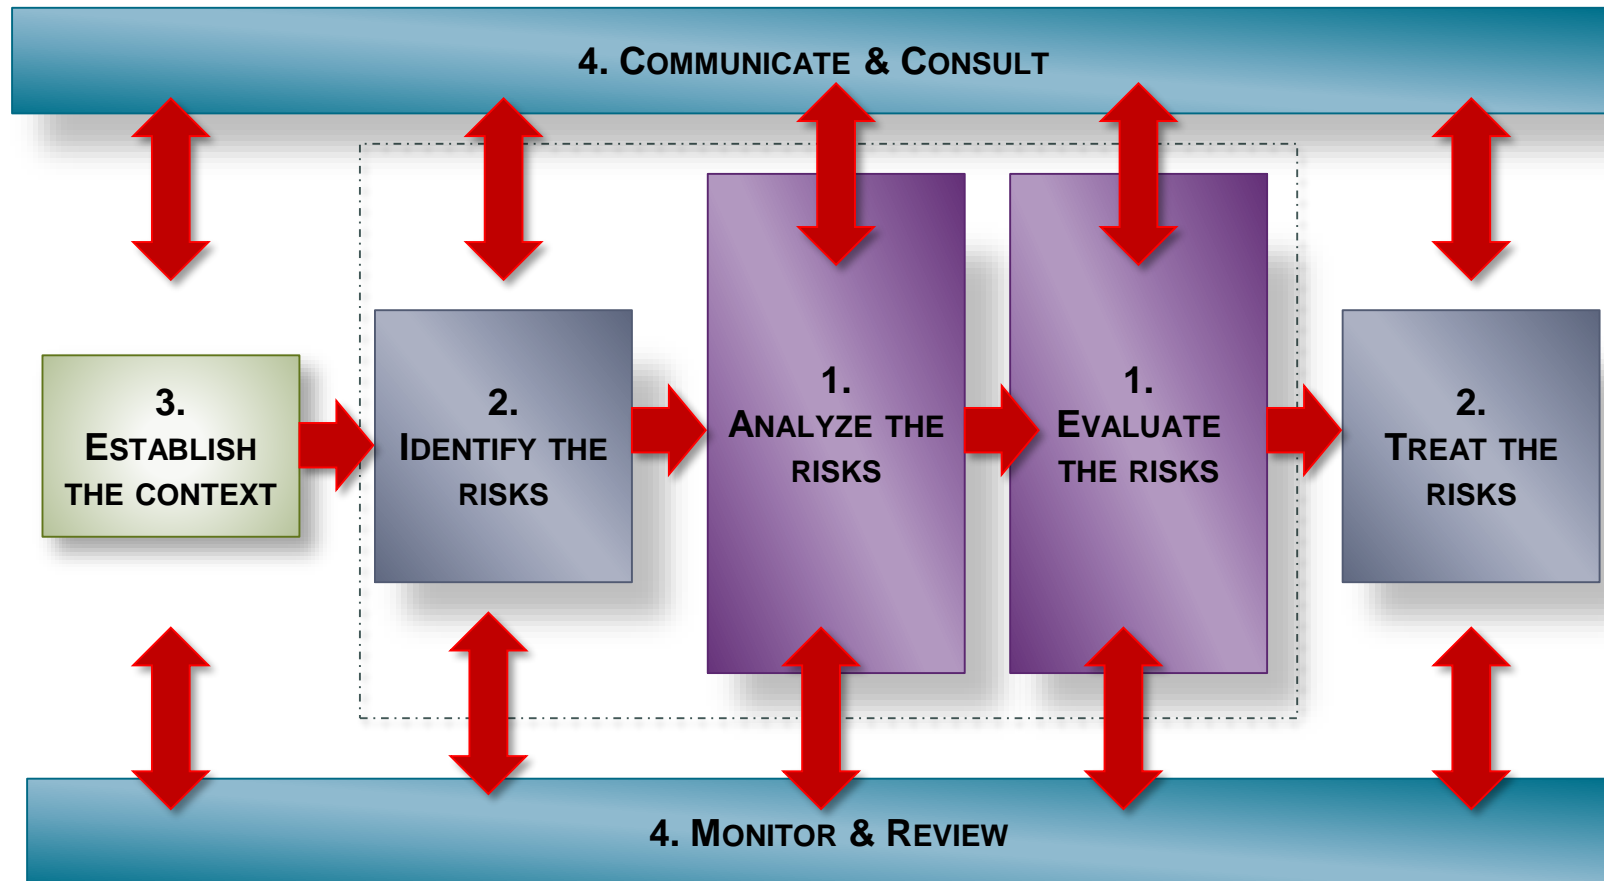 4. COMMUNICATE & CONSULT
3.
ESTABLISH
THE CONTEXT
2.
IDENTIFY THE
RISKS
1.
ANALYZE THE
RISKS
1.
EVALUATE
THE RISKS
2.
TREAT THE
RISKS
4. MONITOR & REVIEW